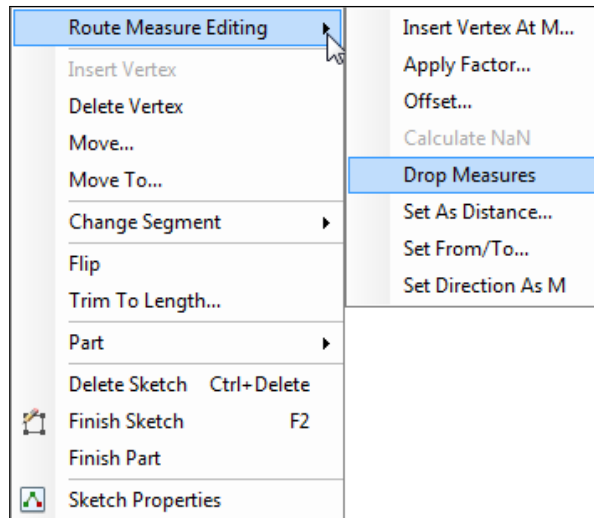 Route Measure Editing
Insert Vertex
Delete Vertex
Move...
Move To...
Change Segment
Flip
Trim To Length...
Part
Delete Sketch Ctrl+Delete
Finish Sketch F2
Finish Part
Sketch Properties
Insert Vertex At M...
Apply Factor...
Offset...
Calculate NaN
Drop Measures
Set As Distance...
Set From/To...
Set Direction As M